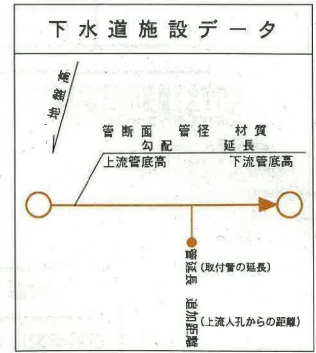 下水道施設データ
地盤高
管断面 管径 材質
勾配 延長
上流管底高 下流管底高
管延長 (取付管の延長)
追加距離 (上流人孔からの距離)